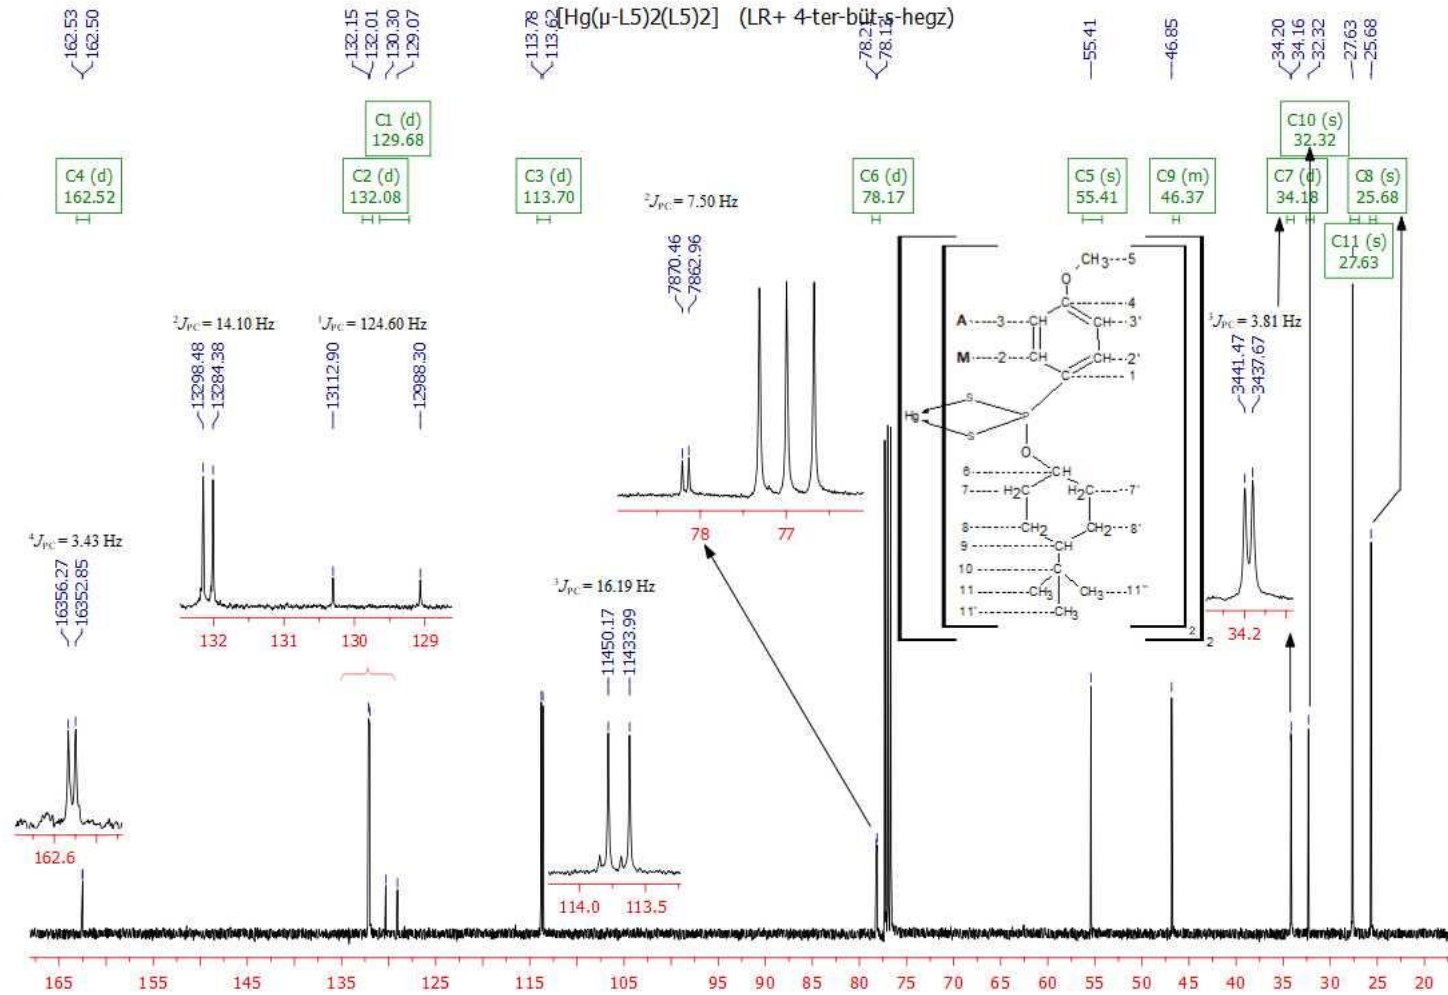 [Hg(μ-L5)2(L5)2] (LR+ 4-ter-büt-s-hegz)
162.53
162.50
132.15
132.01
130.30
129.07
113.78
113.62
78.21
78.13
55.41
46.85
34.20
34.16
32.32
27.63
25.68
C1 (d)
129.68
C10 (s)
32.32
C4 (d)
162.52
C2 (d)
132.08
C3 (d)
113.70
C6 (d)
78.17
C5 (s)
55.41
C9 (m)
46.37
C7 (d)
34.18
C8 (s)
25.68
C11 (s)
27.63
²JPC = 7.50 Hz
7870.46
7862.96
²JPC = 14.10 Hz
13298.48
13284.38
¹JPC = 124.60 Hz
13112.90
12988.30
³JPC = 3.81 Hz
3441.47
3437.67
⁴JPC = 3.43 Hz
16356.27
16352.85
³JPC = 16.19 Hz
11450.17
11433.99
CH3 5
O
C 4
A 3 CH CH 3'
M 2 CH CH 2'
C 1
S
Hg P
S
O
6 CH
7 H2C H2C 7'
8 CH2 CH2 8'
9 CH
10 C
11 CH3 CH3 11''
11' CH3
2
2
78 77
132 131 130 129
162.6
114.0 113.5
34.2
165 155 145 135 125 115 105 95 90 85 80 75 70 65 60 55 50 45 40 35 30 25 20